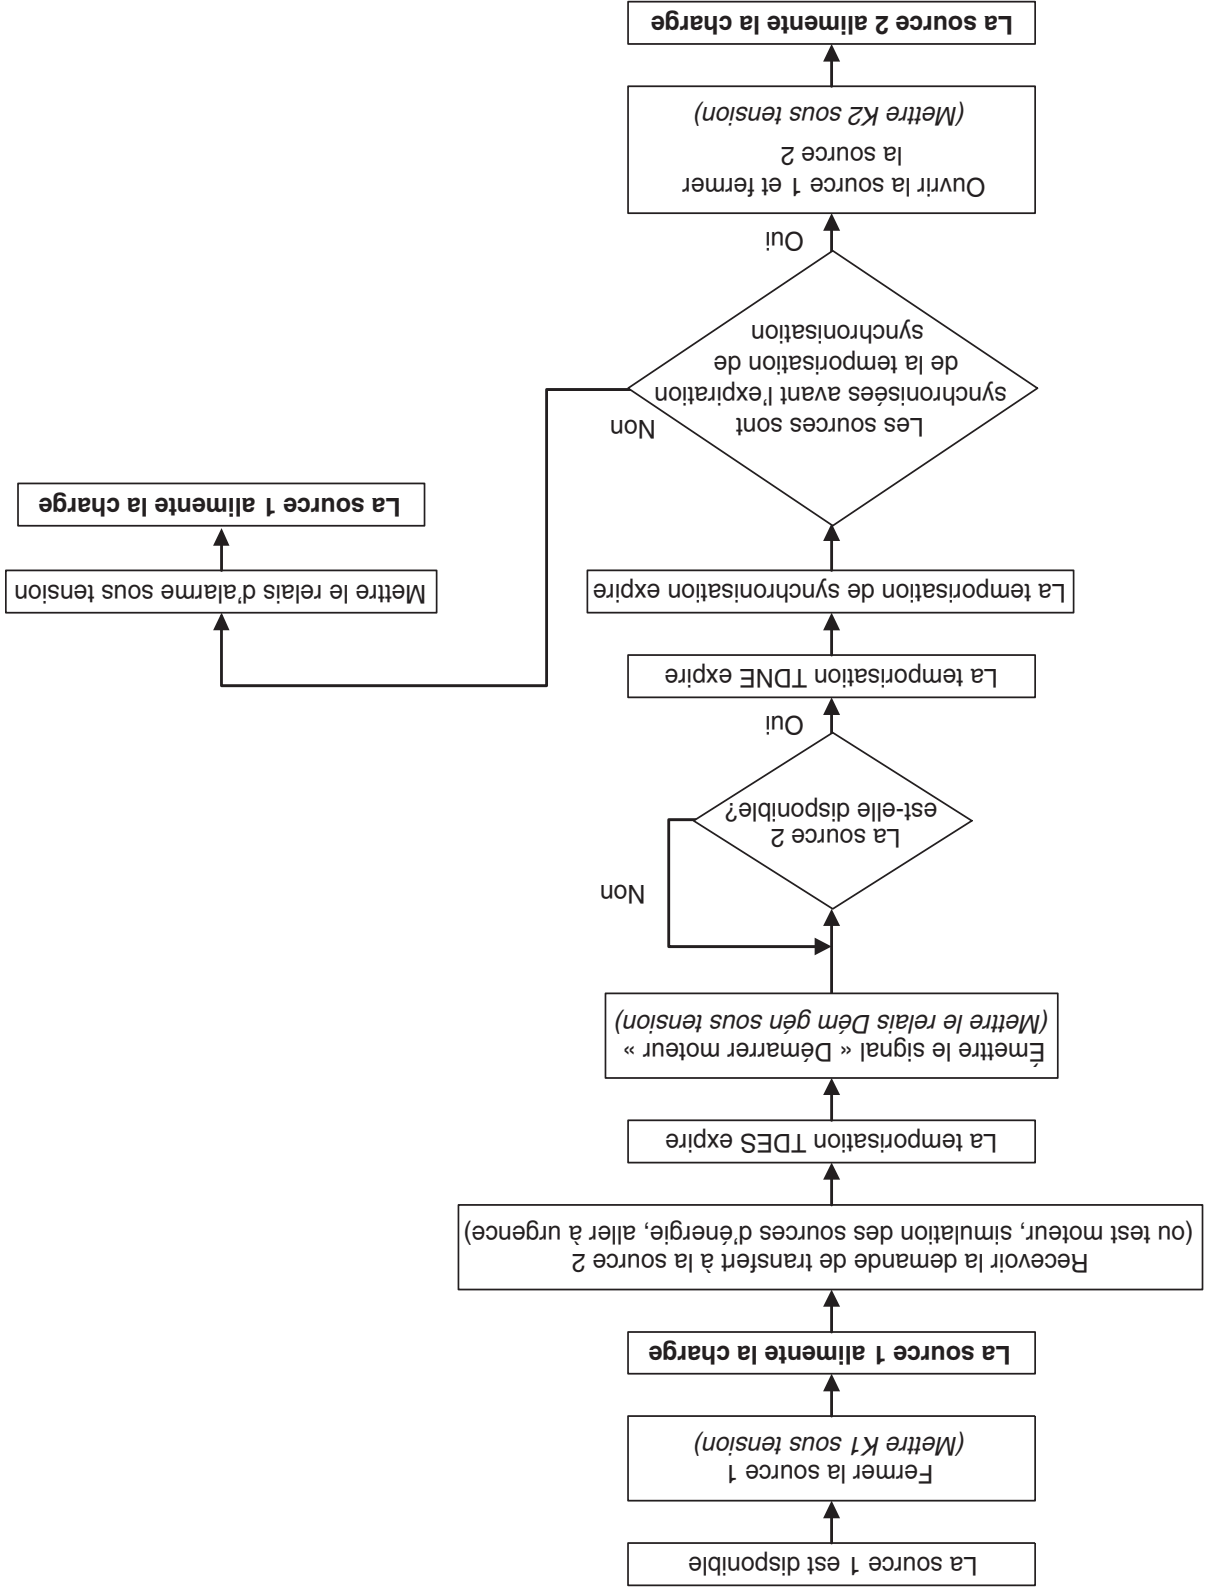 La source 1 est disponible
Fermer la source 1
(Mettre K1 sous tension)
La source 1 alimente la charge
Recevoir la demande de transfert à la source 2
(ou test moteur, simulation des sources d'énergie, aller à urgence)
La temporisation TDES expire
Émettre le signal « Démarrer moteur »
(Mettre le relais Dém gén sous tension)
Non
La source 2
est-elle disponible?
Oui
La temporisation TDNE expire
La temporisation de synchronisation expire
Les sources sont
synchronisées avant l'expiration
de la temporisation de
synchronisation
Non
Mettre le relais d'alarme sous tension
La source 1 alimente la charge
Oui
Ouvrir la source 1 et fermer
la source 2
(Mettre K2 sous tension)
La source 2 alimente la charge